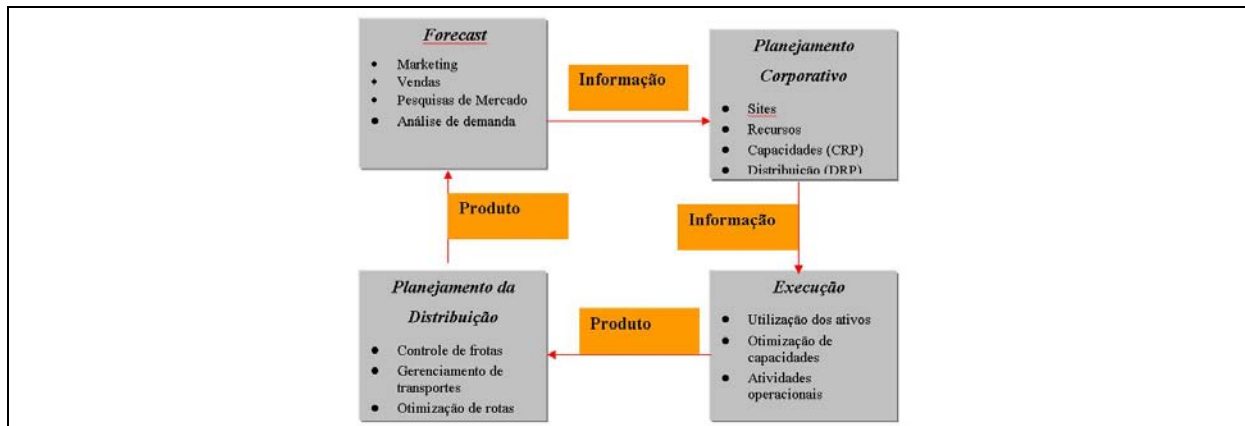 Forecast
• Marketing
• Vendas
• Pesquisas de Mercado
• Análise de demanda
Informação
Planejamento
Corporativo
• Sites
• Recursos
• Capacidades (CRP)
• Distribuição (DRP)
Produto
Informação
Planejamento da
Distribuição
• Controle de frotas
• Gerenciamento de
transportes
• Otimização de rotas
Produto
Execução
• Utilização dos ativos
• Otimização de
capacidades
• Atividades
operacionais